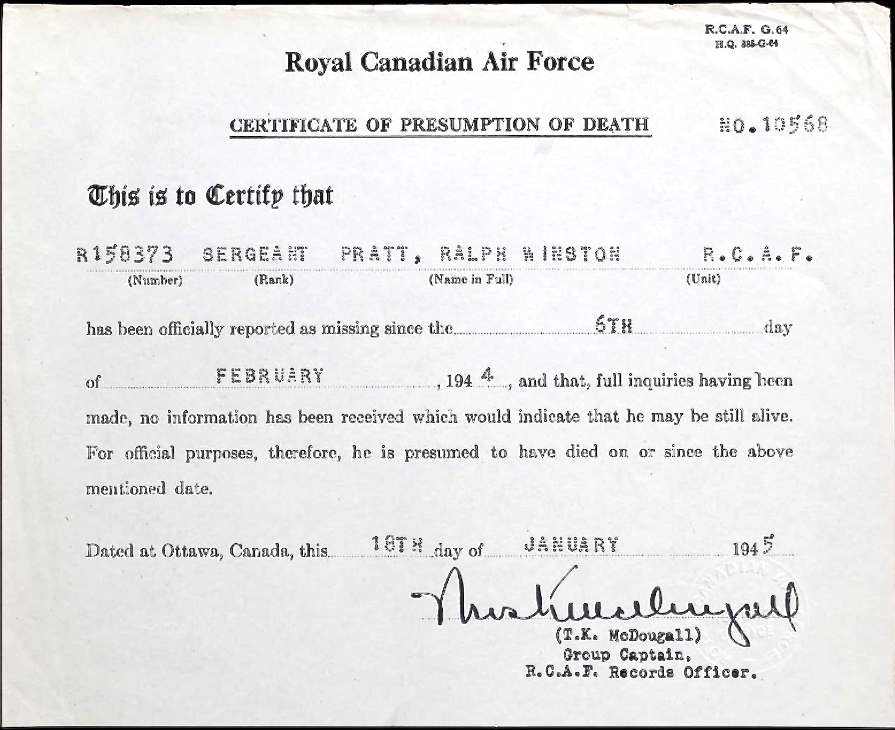 R.C.A.F. G.64
H.Q. 885-G-64
Royal Canadian Air Force
CERTIFICATE OF PRESUMPTION OF DEATH
NO.10568
This is to Certify that
R158373 SERGEANT PRATT, RALPH WINSTON R.C.A.F.
(Number) (Rank) (Name in Full) (Unit)
has been officially reported as missing since the 6TH day
of FEBRUARY, 1944, and that, full inquiries having been
made, no information has been received which would indicate that he may be still alive.
For official purposes, therefore, he is presumed to have died on or since the above
mentioned date.
Dated at Ottawa, Canada, this 18TH day of JANUARY 1945
(T.K. McDougall)
Group Captain,
R.C.A.F. Records Officer.